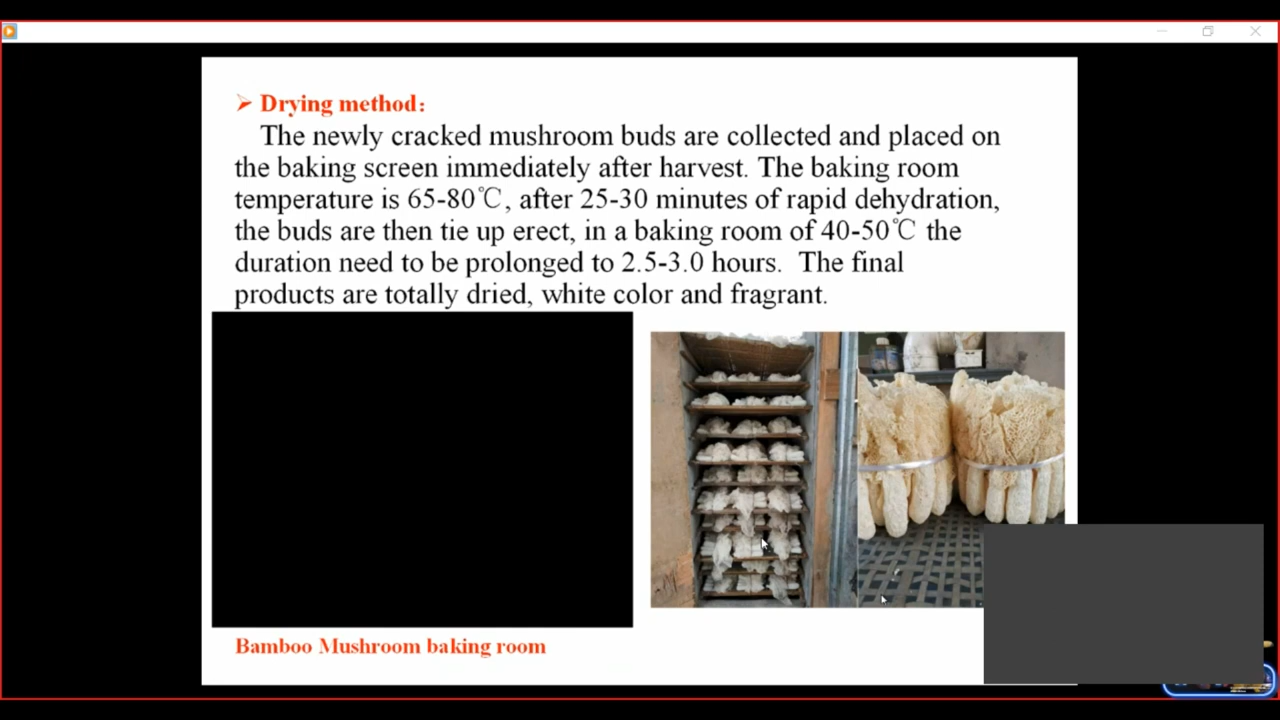 Drying method：
The newly cracked mushroom buds are collected and placed on
the baking screen immediately after harvest. The baking room
temperature is 65-80℃, after 25-30 minutes of rapid dehydration,
the buds are then tie up erect, in a baking room of 40-50℃ the
duration need to be prolonged to 2.5-3.0 hours. The final
products are totally dried, white color and fragrant.
Bamboo Mushroom baking room